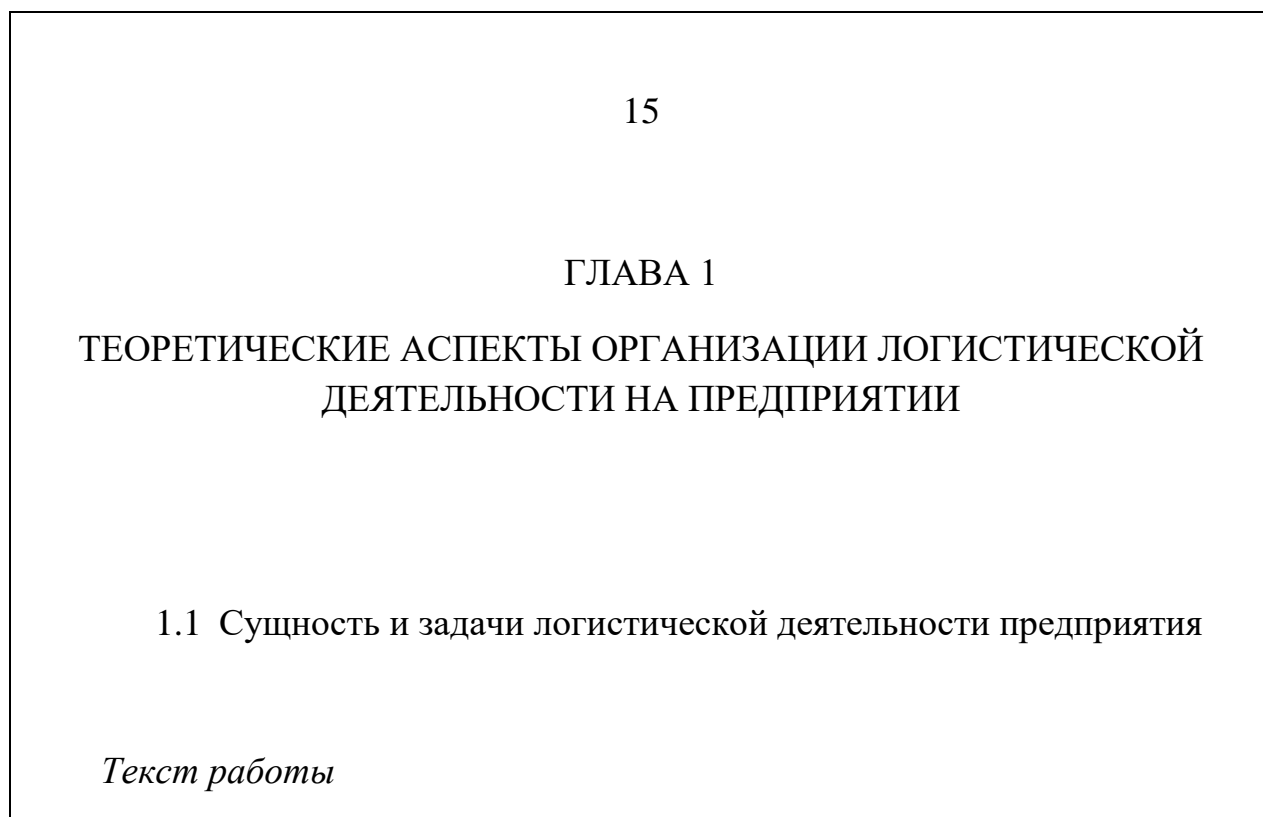 15
ГЛАВА 1
ТЕОРЕТИЧЕСКИЕ АСПЕКТЫ ОРГАНИЗАЦИИ ЛОГИСТИЧЕСКОЙ
ДЕЯТЕЛЬНОСТИ НА ПРЕДПРИЯТИИ
1.1 Сущность и задачи логистической деятельности предприятия
Текст работы